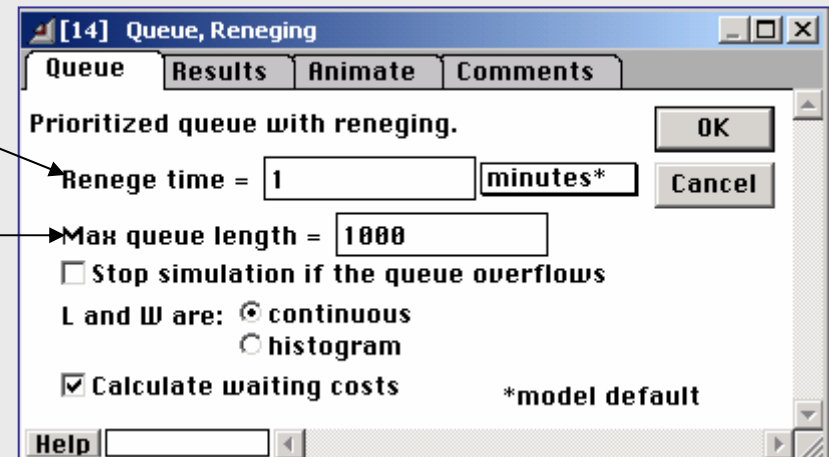 [14] Queue, Reneging
Queue Results Animate Comments
Prioritized queue with reneging.
OK
Renege time = 1 minutes*
Cancel
Max queue length = 1000
Stop simulation if the queue overflows
L and W are: continuous
histogram
Calculate waiting costs
*model default
Help